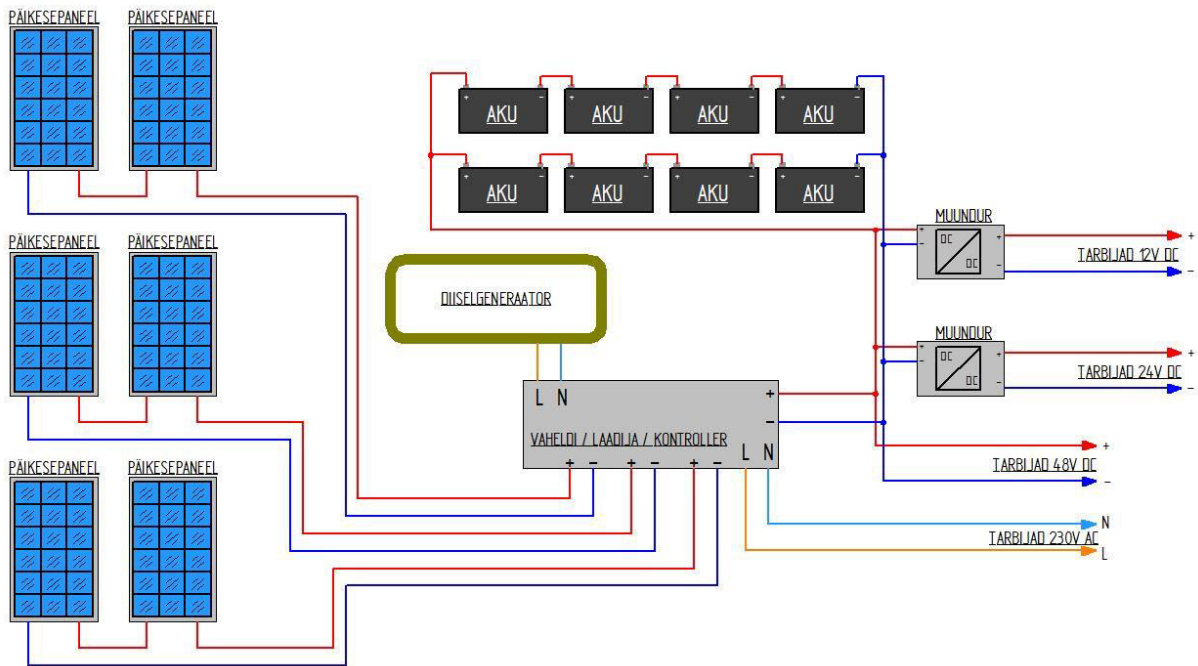 PÄIKESEPANEEL PÄIKESEPANEEL
+ - + - + - + -
AKU AKU AKU AKU
+ - + - + - + -
AKU AKU AKU AKU
MUUNDUR
+ DC + +
TARBIJAD 12V DC
- DC - -
PÄIKESEPANEEL PÄIKESEPANEEL
DIISELGENERAATOR
MUUNDUR
+ DC + +
TARBIJAD 24V DC
- DC - -
L N +
-
VAHELDI / LAADIJA / KONTROLLER
+ - + - + - L N
+
TARBIJAD 48V DC
-
PÄIKESEPANEEL PÄIKESEPANEEL
N
TARBIJAD 230V AC
L